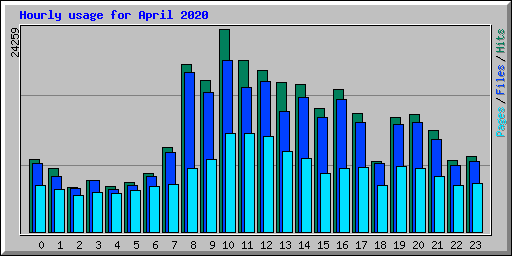 Hourly usage for April 2020
24259
Pages/Files/Hits
0 1 2 3 4 5 6 7 8 9 10 11 12 13 14 15 16 17 18 19 20 21 22 23